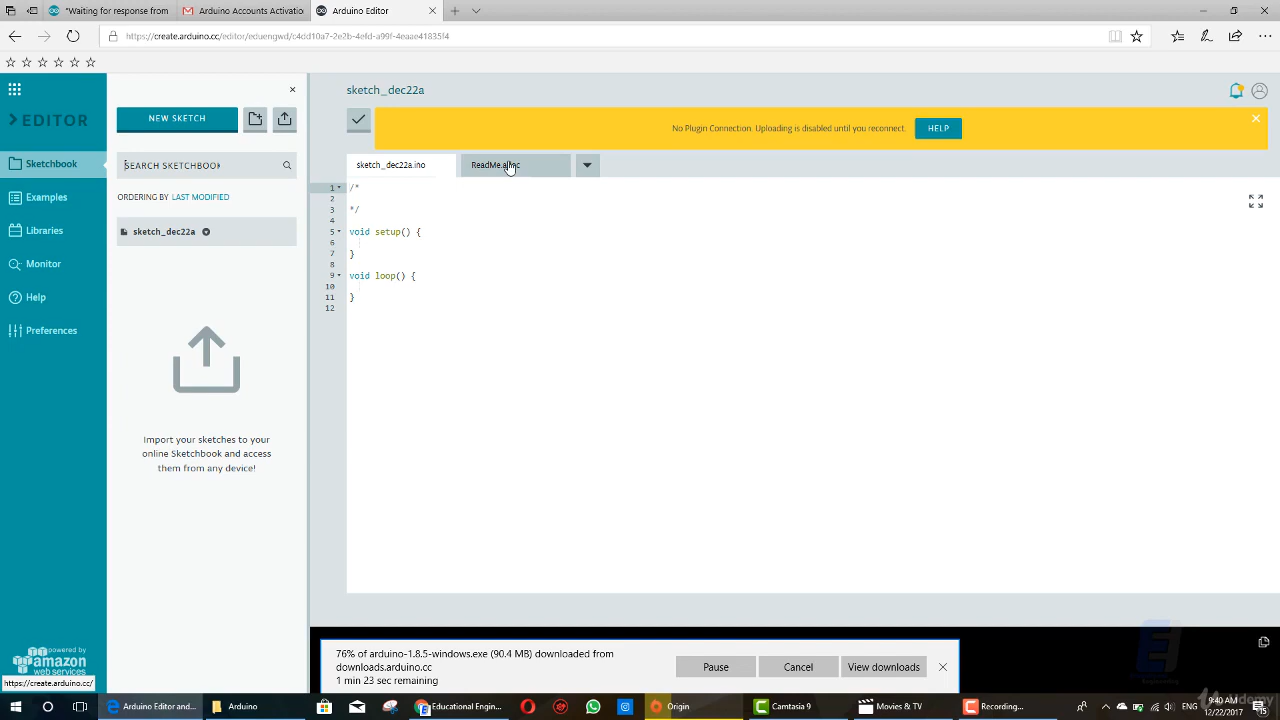 "Waiting for response from
Arduino Accounts Activatio
Arduino Editor
https://create.arduino.cc/editor/eduengwd/c4dd10a7-2e2b-4efd-a99f-4eaae41835f4
EDITOR
NEW SKETCH
sketch_dec22a
No Plugin Connection. Uploading is disabled until you reconnect.
HELP
Sketchbook
SEARCH SKETCHBOOK
sketch_dec22a.ino
Examples
ORDERING BY LAST MODIFIED
Libraries
sketch_dec22a
Monitor
Help
Preferences
1 /*
2
3 */
4
5 void setup() {
6
7 }
8
9 void loop() {
10
11 }
12
Import your sketches to your
online Sketchbook and access
them from any device!
powered by
amazon
web services
https://create.arduino.cc/
76% of arduino-1.8.5-windows.exe (90.4 MB) downloaded from
downloads.arduino.cc
1 min 23 sec remaining
Pause
Cancel
View downloads
Arduino Editor and...
Arduino
Educational Engine...
Origin
Camtasia 9
Movies & TV
Recording...
9:40 AM
12/22/2017
Udemy